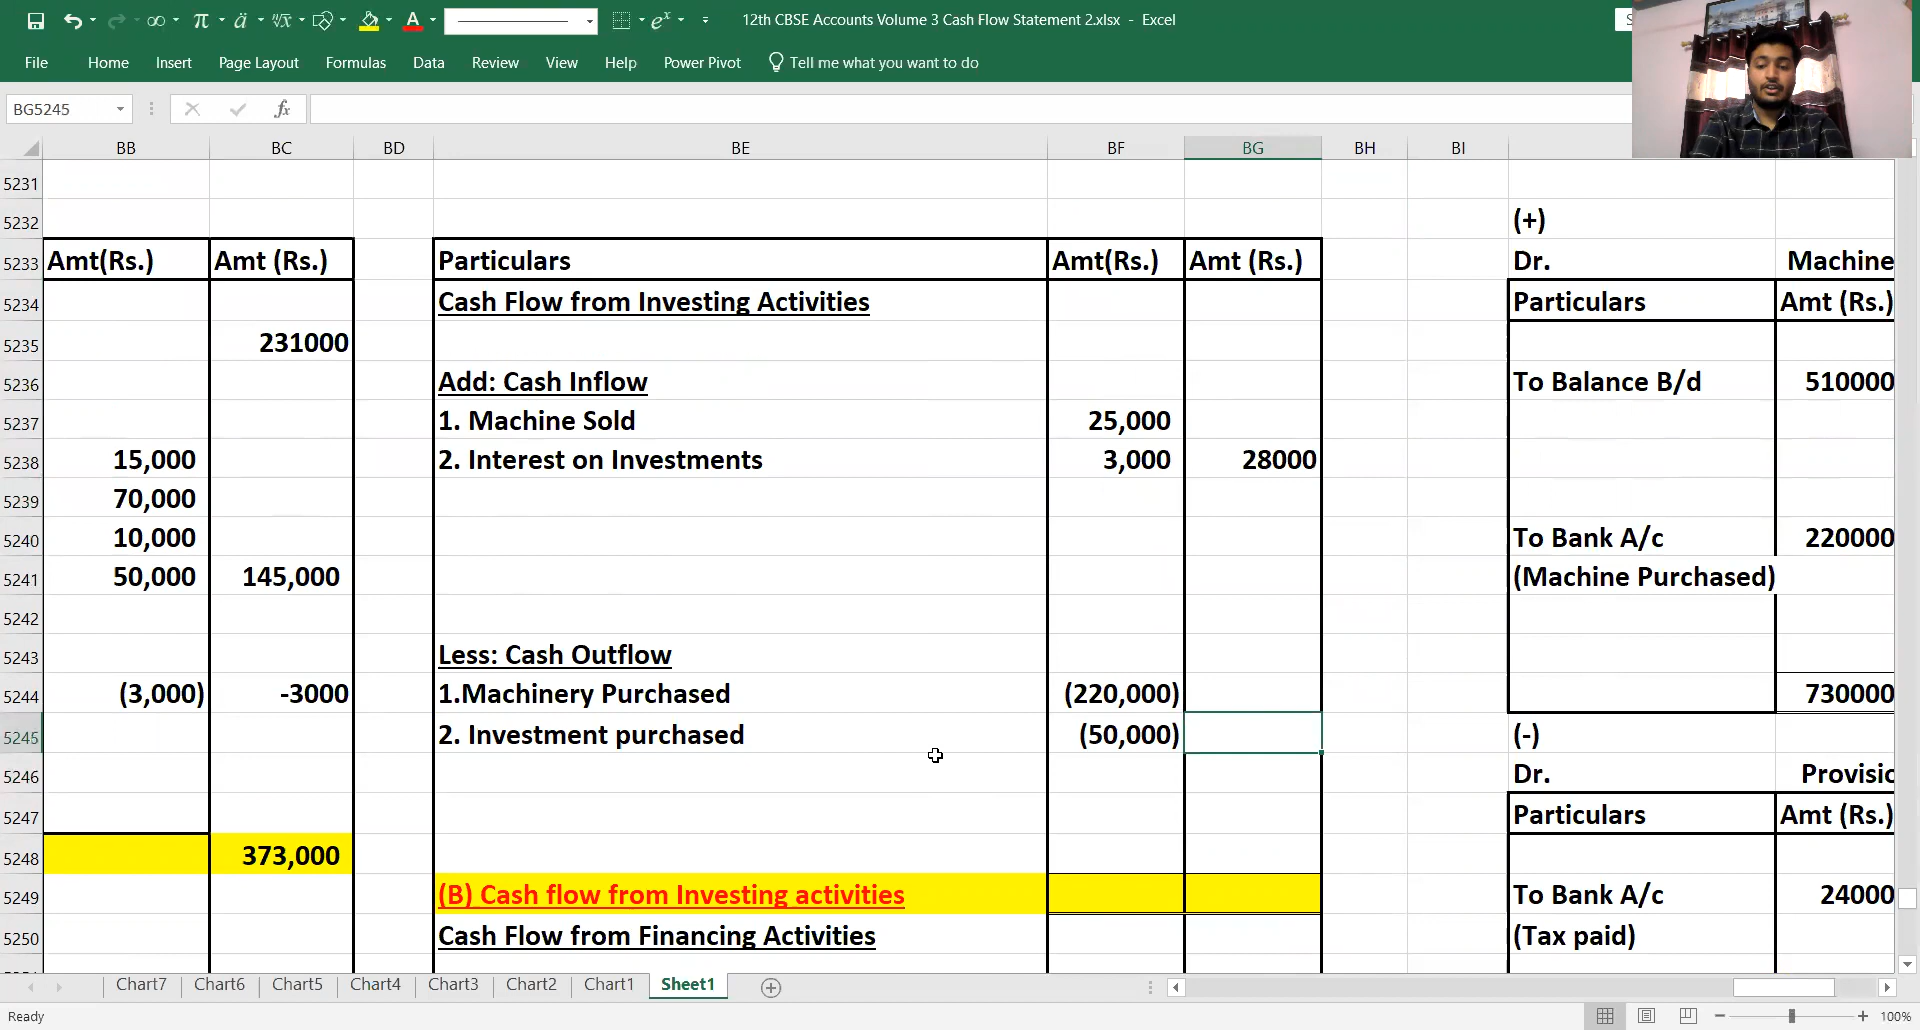 12th CBSE Accounts Volume 3 Cash Flow Statement 2.xlsx - Excel
File Home Insert Page Layout Formulas Data Review View Help Power Pivot Tell me what you want to do
BG5245 fx
BB BC BD BE BF BG BH BI
5231
5232 (+)
5233 Amt(Rs.) Amt (Rs.) Particulars Amt(Rs.) Amt (Rs.) Dr. Machine
5234 Cash Flow from Investing Activities Particulars Amt (Rs.)
5235 231000
5236 Add: Cash Inflow To Balance B/d 510000
5237 1. Machine Sold 25,000
5238 15,000 2. Interest on Investments 3,000 28000
5239 70,000
5240 10,000 To Bank A/c 220000
5241 50,000 145,000 (Machine Purchased)
5242
5243 Less: Cash Outflow
5244 (3,000) -3000 1.Machinery Purchased (220,000) 730000
5245 2. Investment purchased (50,000) (-)
5246 Dr. Provisic
5247 Particulars Amt (Rs.)
5248 373,000
5249 (B) Cash flow from Investing activities To Bank A/c 24000
5250 Cash Flow from Financing Activities (Tax paid)
Chart7 Chart6 Chart5 Chart4 Chart3 Chart2 Chart1 Sheet1
Ready 100%